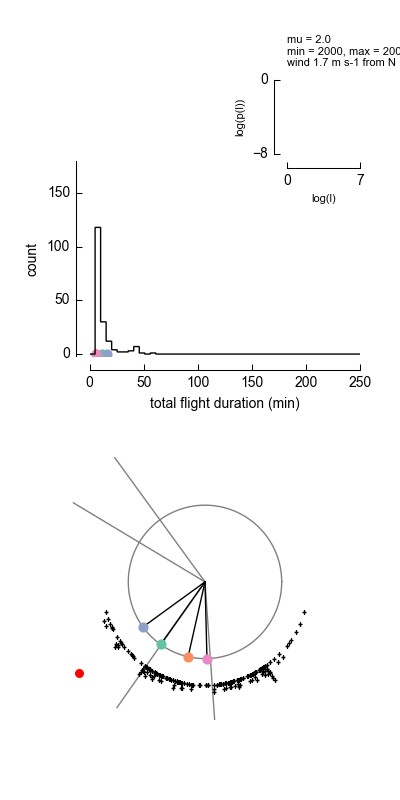 mu = 2.0
min = 2000, max = 200
wind 1.7 m s-1 from N
0
log(p(l))
−8
0 7
log(l)
150
100
50
0
count
0 50 100 150 200 250
total flight duration (min)